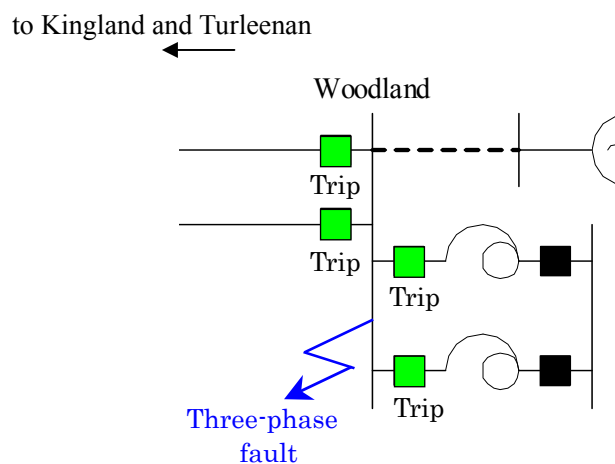 to Kingland and Turleenan
Woodland
Trip
Trip
Trip
Trip
Three-phase
fault